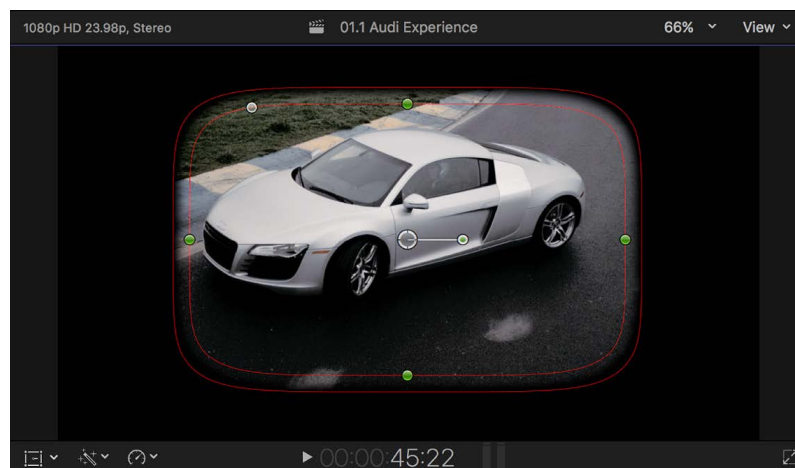 1080p HD 23.98p, Stereo
01.1 Audi Experience
66%
View
00:00:45:22